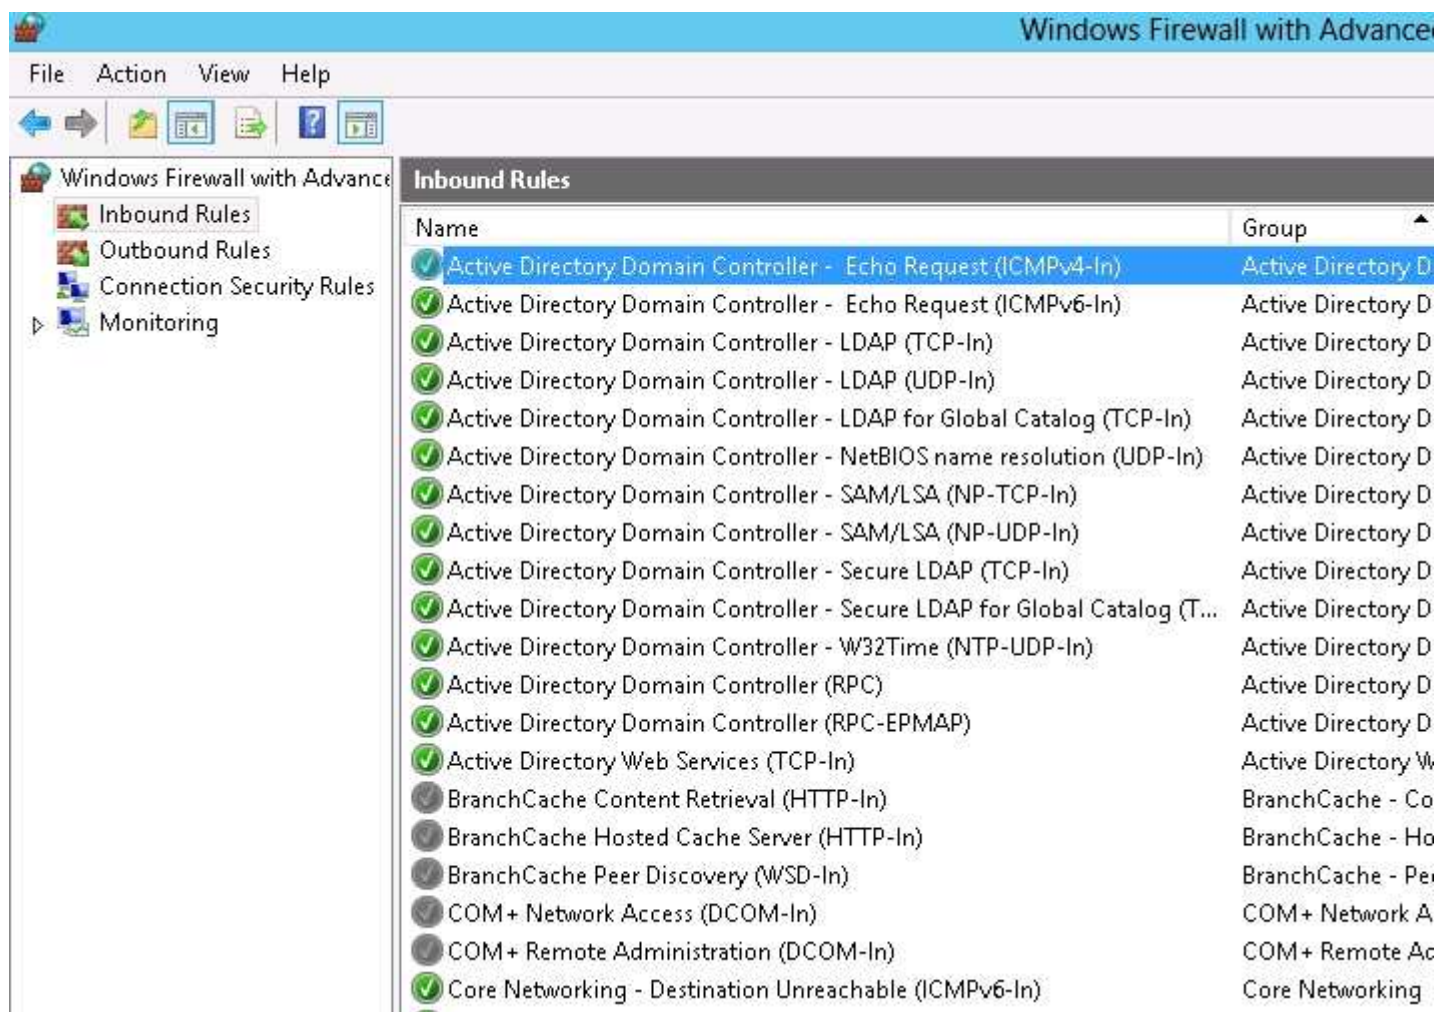 Windows Firewall with Advanced
File Action View Help
Windows Firewall with Advance
Inbound Rules
Outbound Rules
Connection Security Rules
Monitoring
Inbound Rules
Name Group
Active Directory Domain Controller - Echo Request (ICMPv4-In) Active Directory D
Active Directory Domain Controller - Echo Request (ICMPv6-In) Active Directory D
Active Directory Domain Controller - LDAP (TCP-In) Active Directory D
Active Directory Domain Controller - LDAP (UDP-In) Active Directory D
Active Directory Domain Controller - LDAP for Global Catalog (TCP-In) Active Directory D
Active Directory Domain Controller - NetBIOS name resolution (UDP-In) Active Directory D
Active Directory Domain Controller - SAM/LSA (NP-TCP-In) Active Directory D
Active Directory Domain Controller - SAM/LSA (NP-UDP-In) Active Directory D
Active Directory Domain Controller - Secure LDAP (TCP-In) Active Directory D
Active Directory Domain Controller - Secure LDAP for Global Catalog (T... Active Directory D
Active Directory Domain Controller - W32Time (NTP-UDP-In) Active Directory D
Active Directory Domain Controller (RPC) Active Directory D
Active Directory Domain Controller (RPC-EPMAP) Active Directory D
Active Directory Web Services (TCP-In) Active Directory W
BranchCache Content Retrieval (HTTP-In) BranchCache - Co
BranchCache Hosted Cache Server (HTTP-In) BranchCache - Ho
BranchCache Peer Discovery (WSD-In) BranchCache - Pee
COM+ Network Access (DCOM-In) COM+ Network A
COM+ Remote Administration (DCOM-In) COM+ Remote Ad
Core Networking - Destination Unreachable (ICMPv6-In) Core Networking